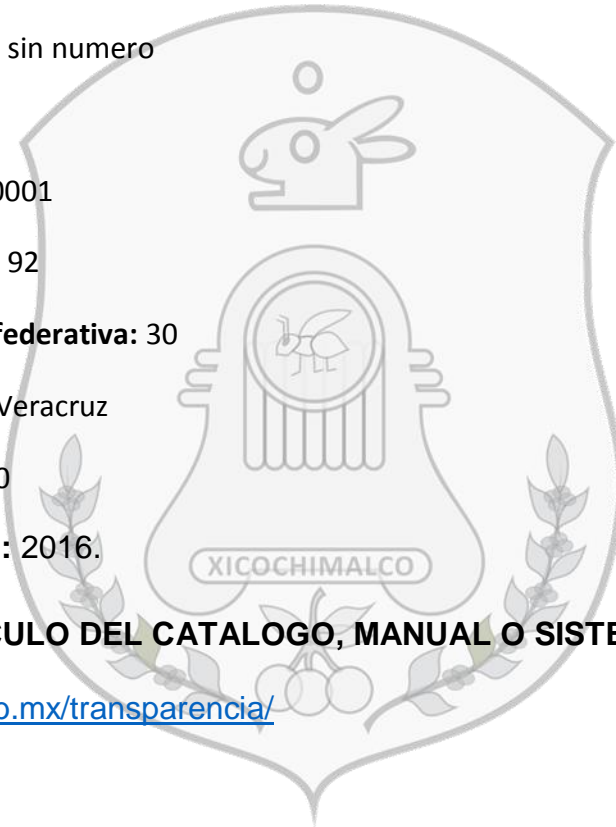 sin numero
0001
92
federativa: 30
Veracruz
0
: 2016.
XICOCHIMALCO
CULO DEL CATALOGO, MANUAL O SISTE
o.mx/transparencia/